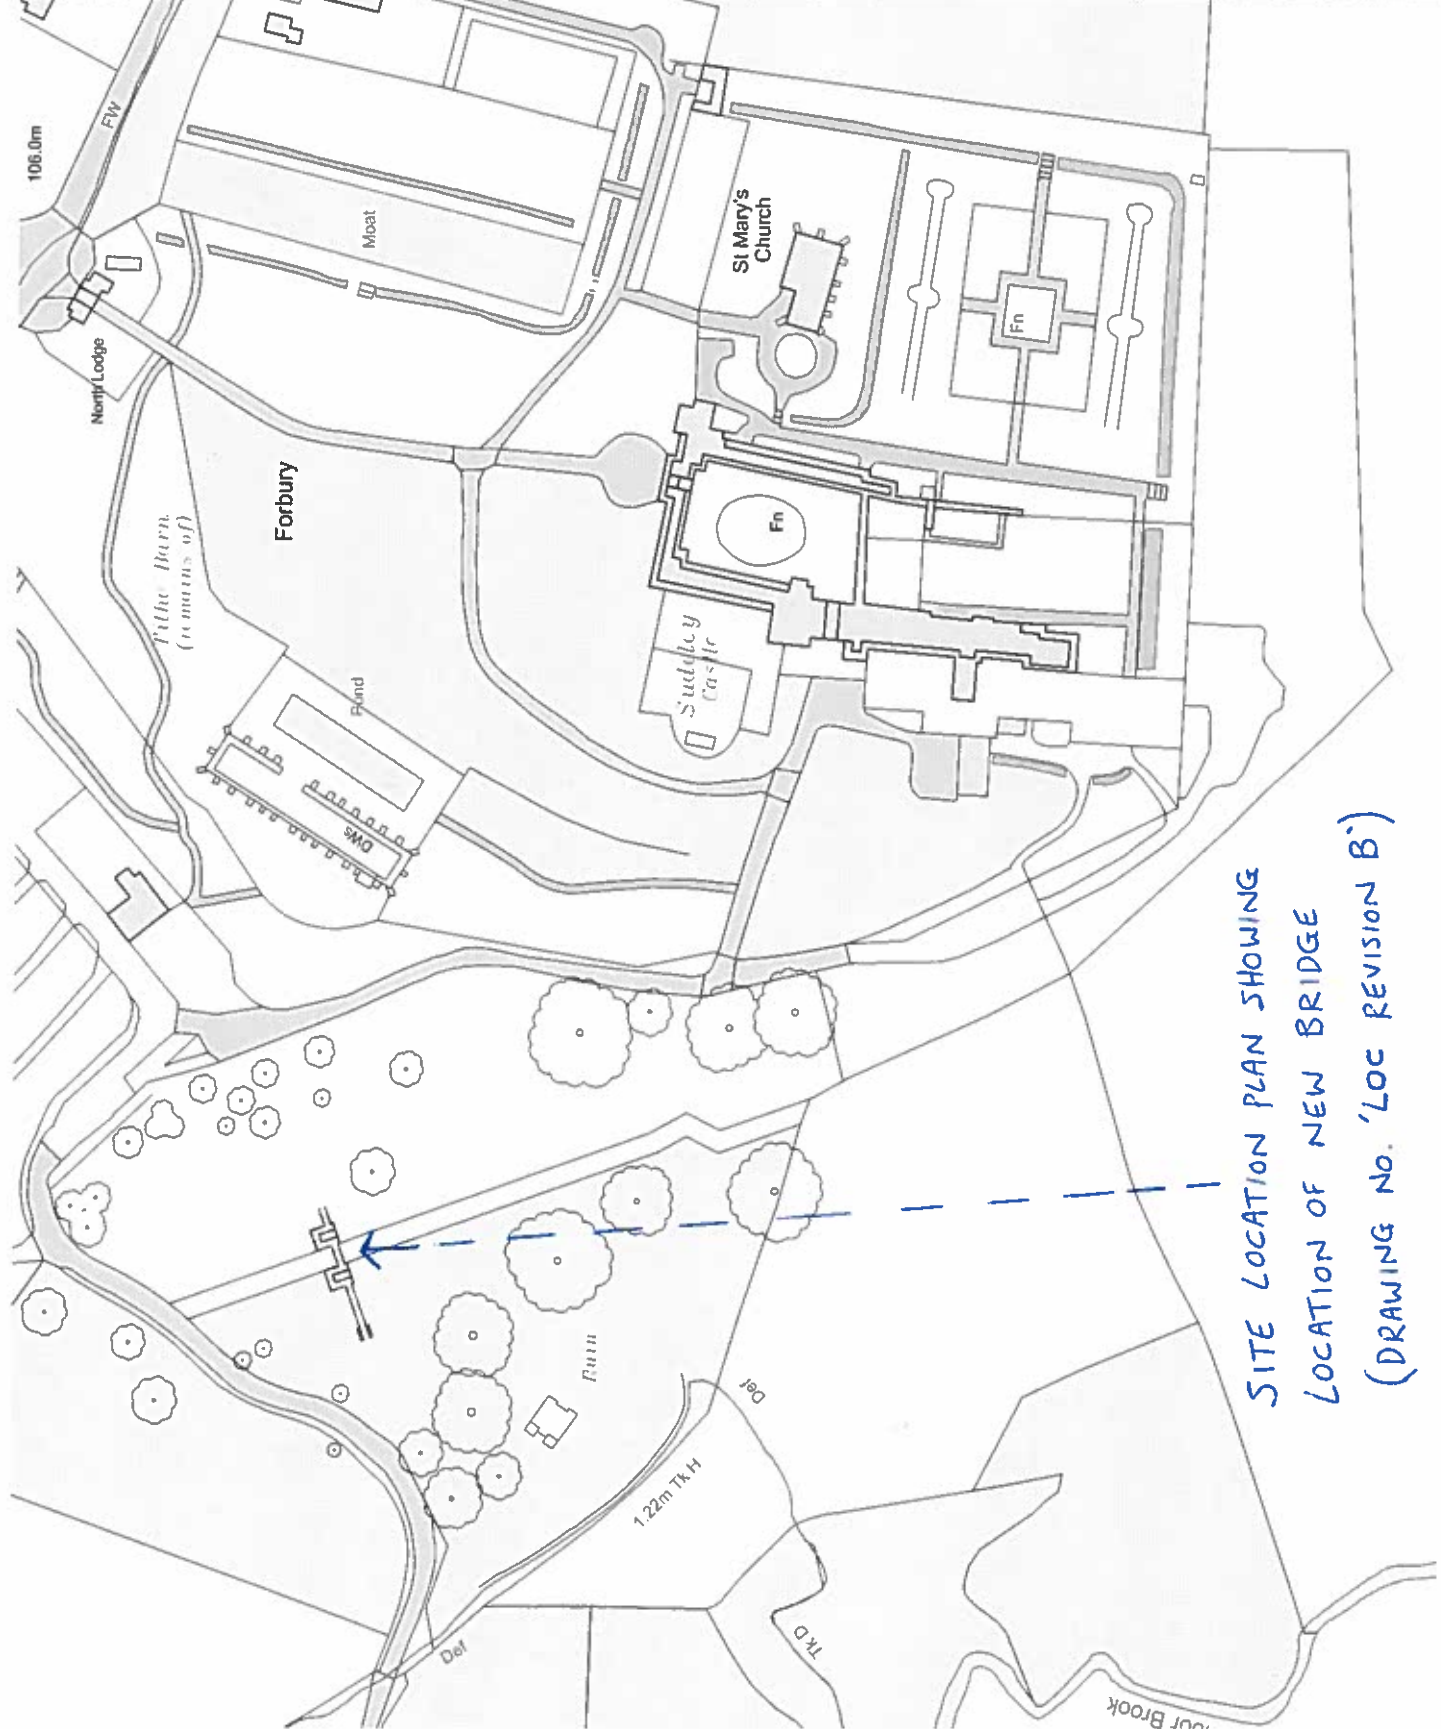 106.0m
FW
North Lodge
Moat
St Mary's
Church
Fn
Forbury
Tithe Barn
(remains of)
Pond
DWs
Fn
Sudeley
Castle
Ruin
1.22m Tk H
Def
Def
Tk D
Brook
SITE LOCATION PLAN SHOWING
LOCATION OF NEW BRIDGE
(DRAWING NO. 'LOC REVISION B')